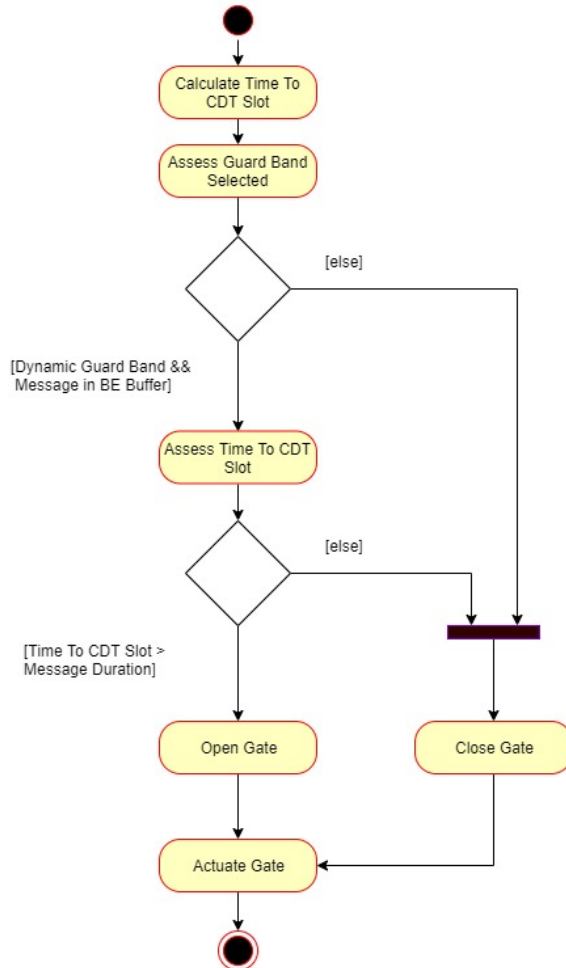 Calculate Time To
CDT Slot
Assess Guard Band
Selected
[else]
[Dynamic Guard Band &&
Message in BE Buffer]
Assess Time To CDT
Slot
[else]
[Time To CDT Slot >
Message Duration]
Open Gate
Close Gate
Actuate Gate